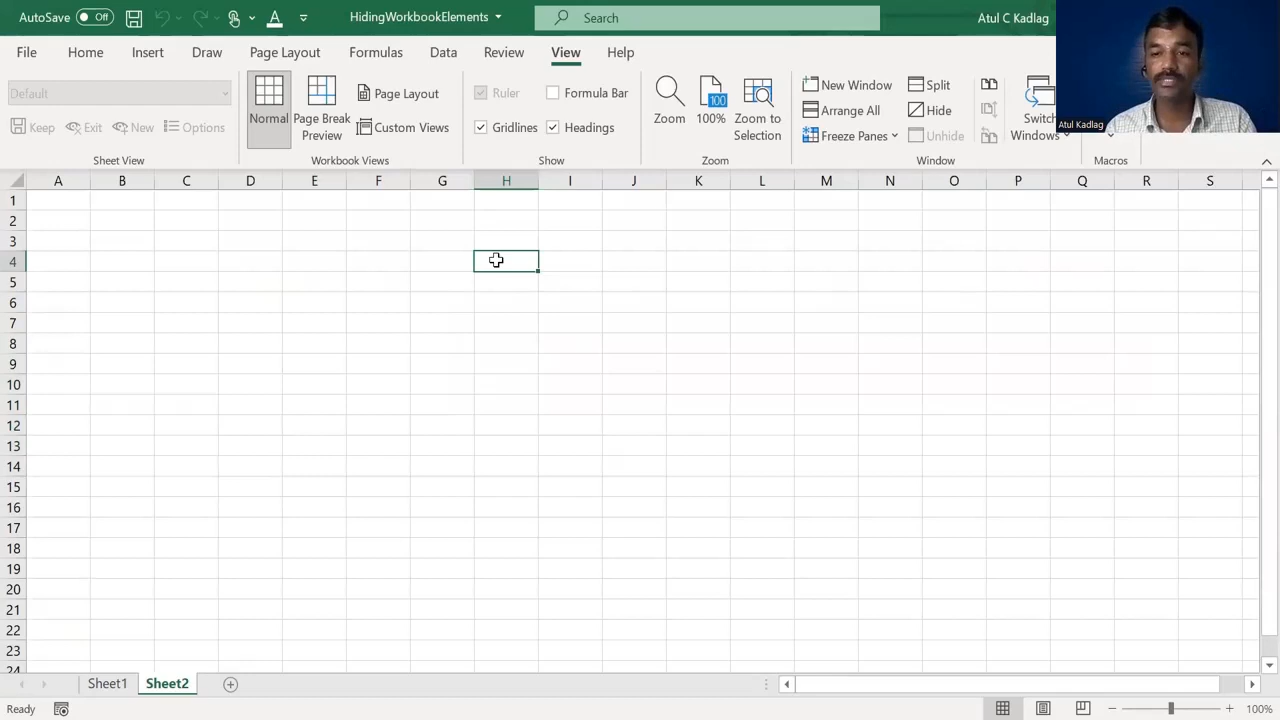 AutoSave Off HidingWorkbookElements Search Atul C Kadlag
File Home Insert Draw Page Layout Formulas Data Review View Help
Default
Keep Exit New Options
Sheet View
Normal
Page Break
Preview
Page Layout
Custom Views
Workbook Views
Ruler Formula Bar
Gridlines Headings
Show
Zoom
100
100%
Zoom to
Selection
Zoom
New Window
Arrange All
Freeze Panes
Split
Hide
Unhide
Switch
Windows
Window
Macros
Atul Kadlag
A B C D E F G H I J K L M N O P Q R S
1
2
3
4
5
6
7
8
9
10
11
12
13
14
15
16
17
18
19
20
21
22
23
24
Sheet1 Sheet2
Ready 100%